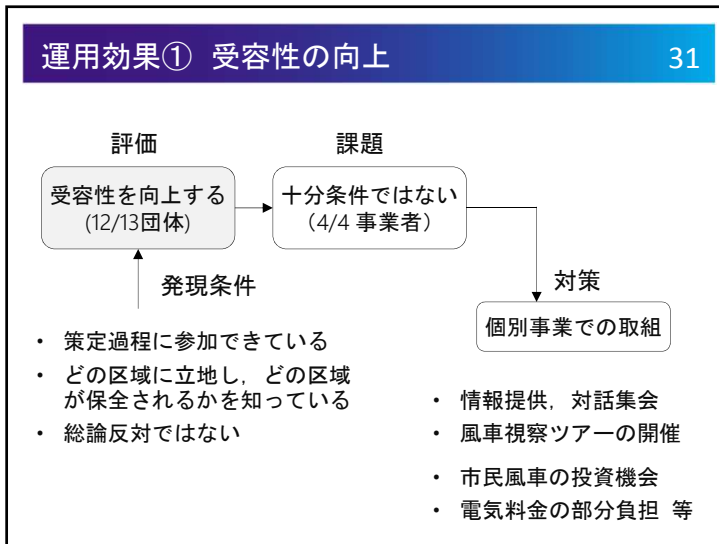 運用効果① 受容性の向上
31
評価
課題
受容性を向上する
(12/13団体)
十分条件ではない
（4/4 事業者）
発現条件
対策
・ 策定過程に参加できている
・ どの区域に立地し，どの区域
が保全されるかを知っている
・ 総論反対ではない
個別事業での取組
・ 情報提供，対話集会
・ 風車視察ツアーの開催
・ 市民風車の投資機会
・ 電気料金の部分負担 等